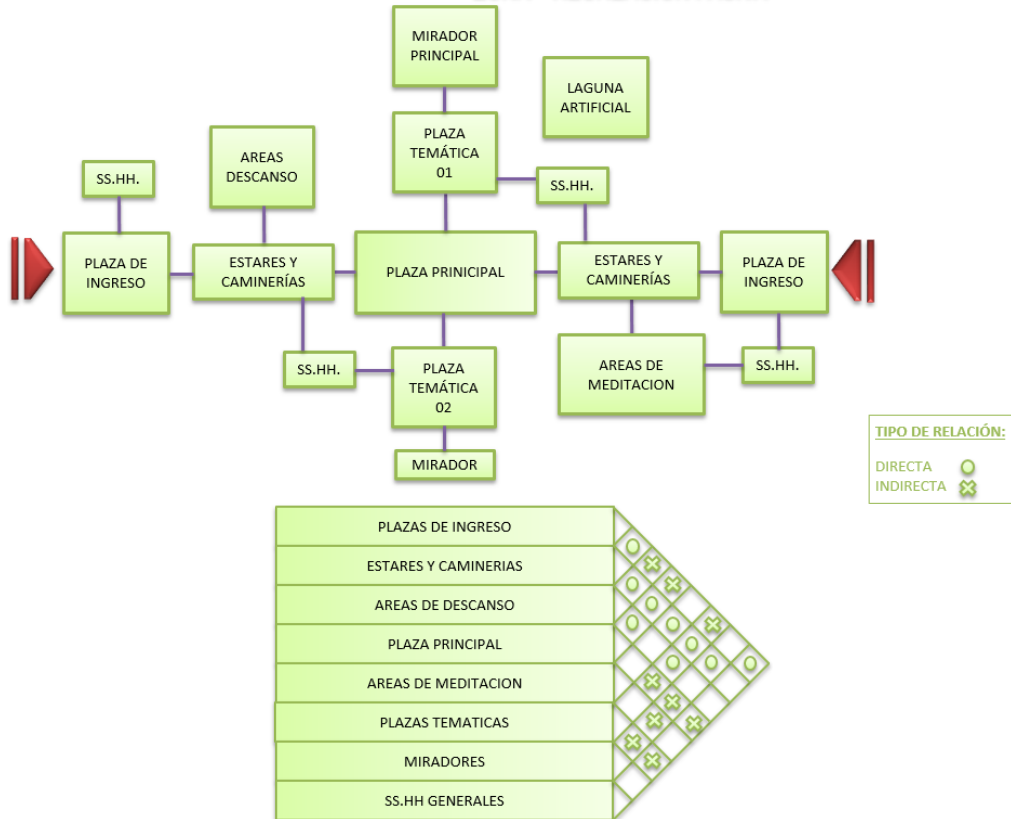 MIRADOR
PRINCIPAL
LAGUNA
ARTIFICIAL
PLAZA
TEMÁTICA
01
AREAS
DESCANSO
SS.HH.
SS.HH.
PLAZA DE
INGRESO
ESTARES Y
CAMINERÍAS
PLAZA PRINICIPAL
ESTARES Y
CAMINERÍAS
PLAZA DE
INGRESO
SS.HH.
PLAZA
TEMÁTICA
02
AREAS DE
MEDITACION
SS.HH.
MIRADOR
TIPO DE RELACIÓN:
DIRECTA
INDIRECTA
PLAZAS DE INGRESO
ESTARES Y CAMINERIAS
AREAS DE DESCANSO
PLAZA PRINCIPAL
AREAS DE MEDITACION
PLAZAS TEMATICAS
MIRADORES
SS.HH GENERALES